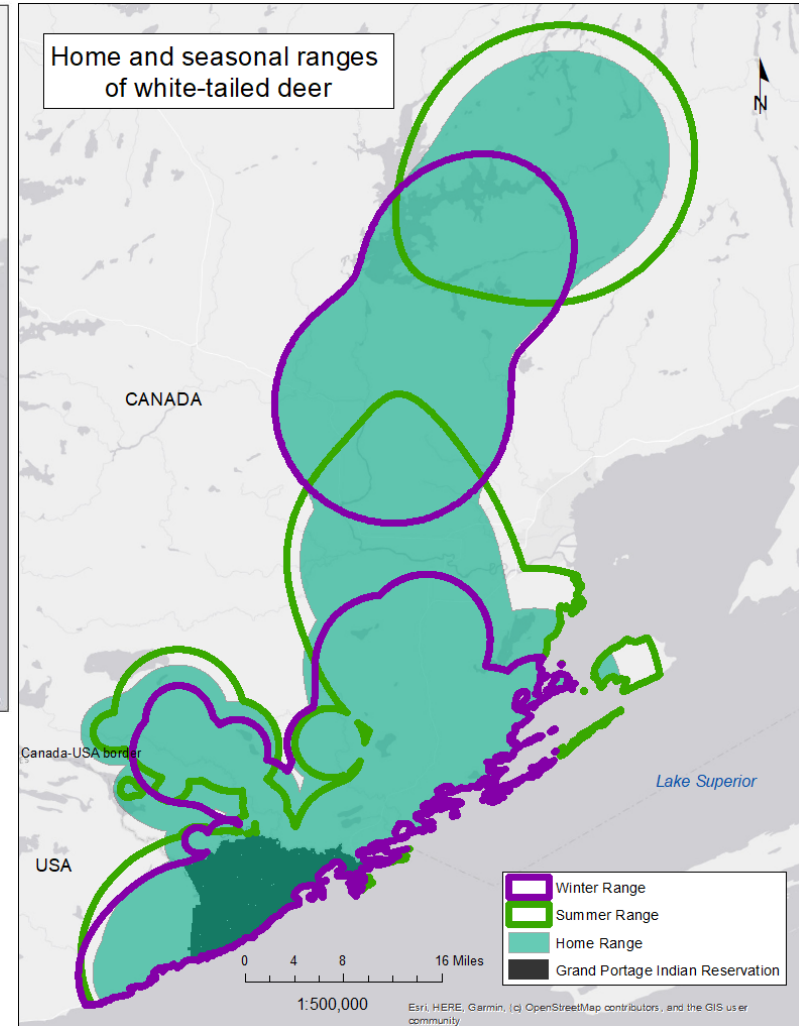 Home and seasonal ranges
of white-tailed deer
N
CANADA
Canada-USA border
Lake Superior
USA
Winter Range
Summer Range
Home Range
Grand Portage Indian Reservation
0 4 8 16 Miles
1:500,000
Esri, HERE, Garmin, (c) OpenStreetMap contributors, and the GIS user
community